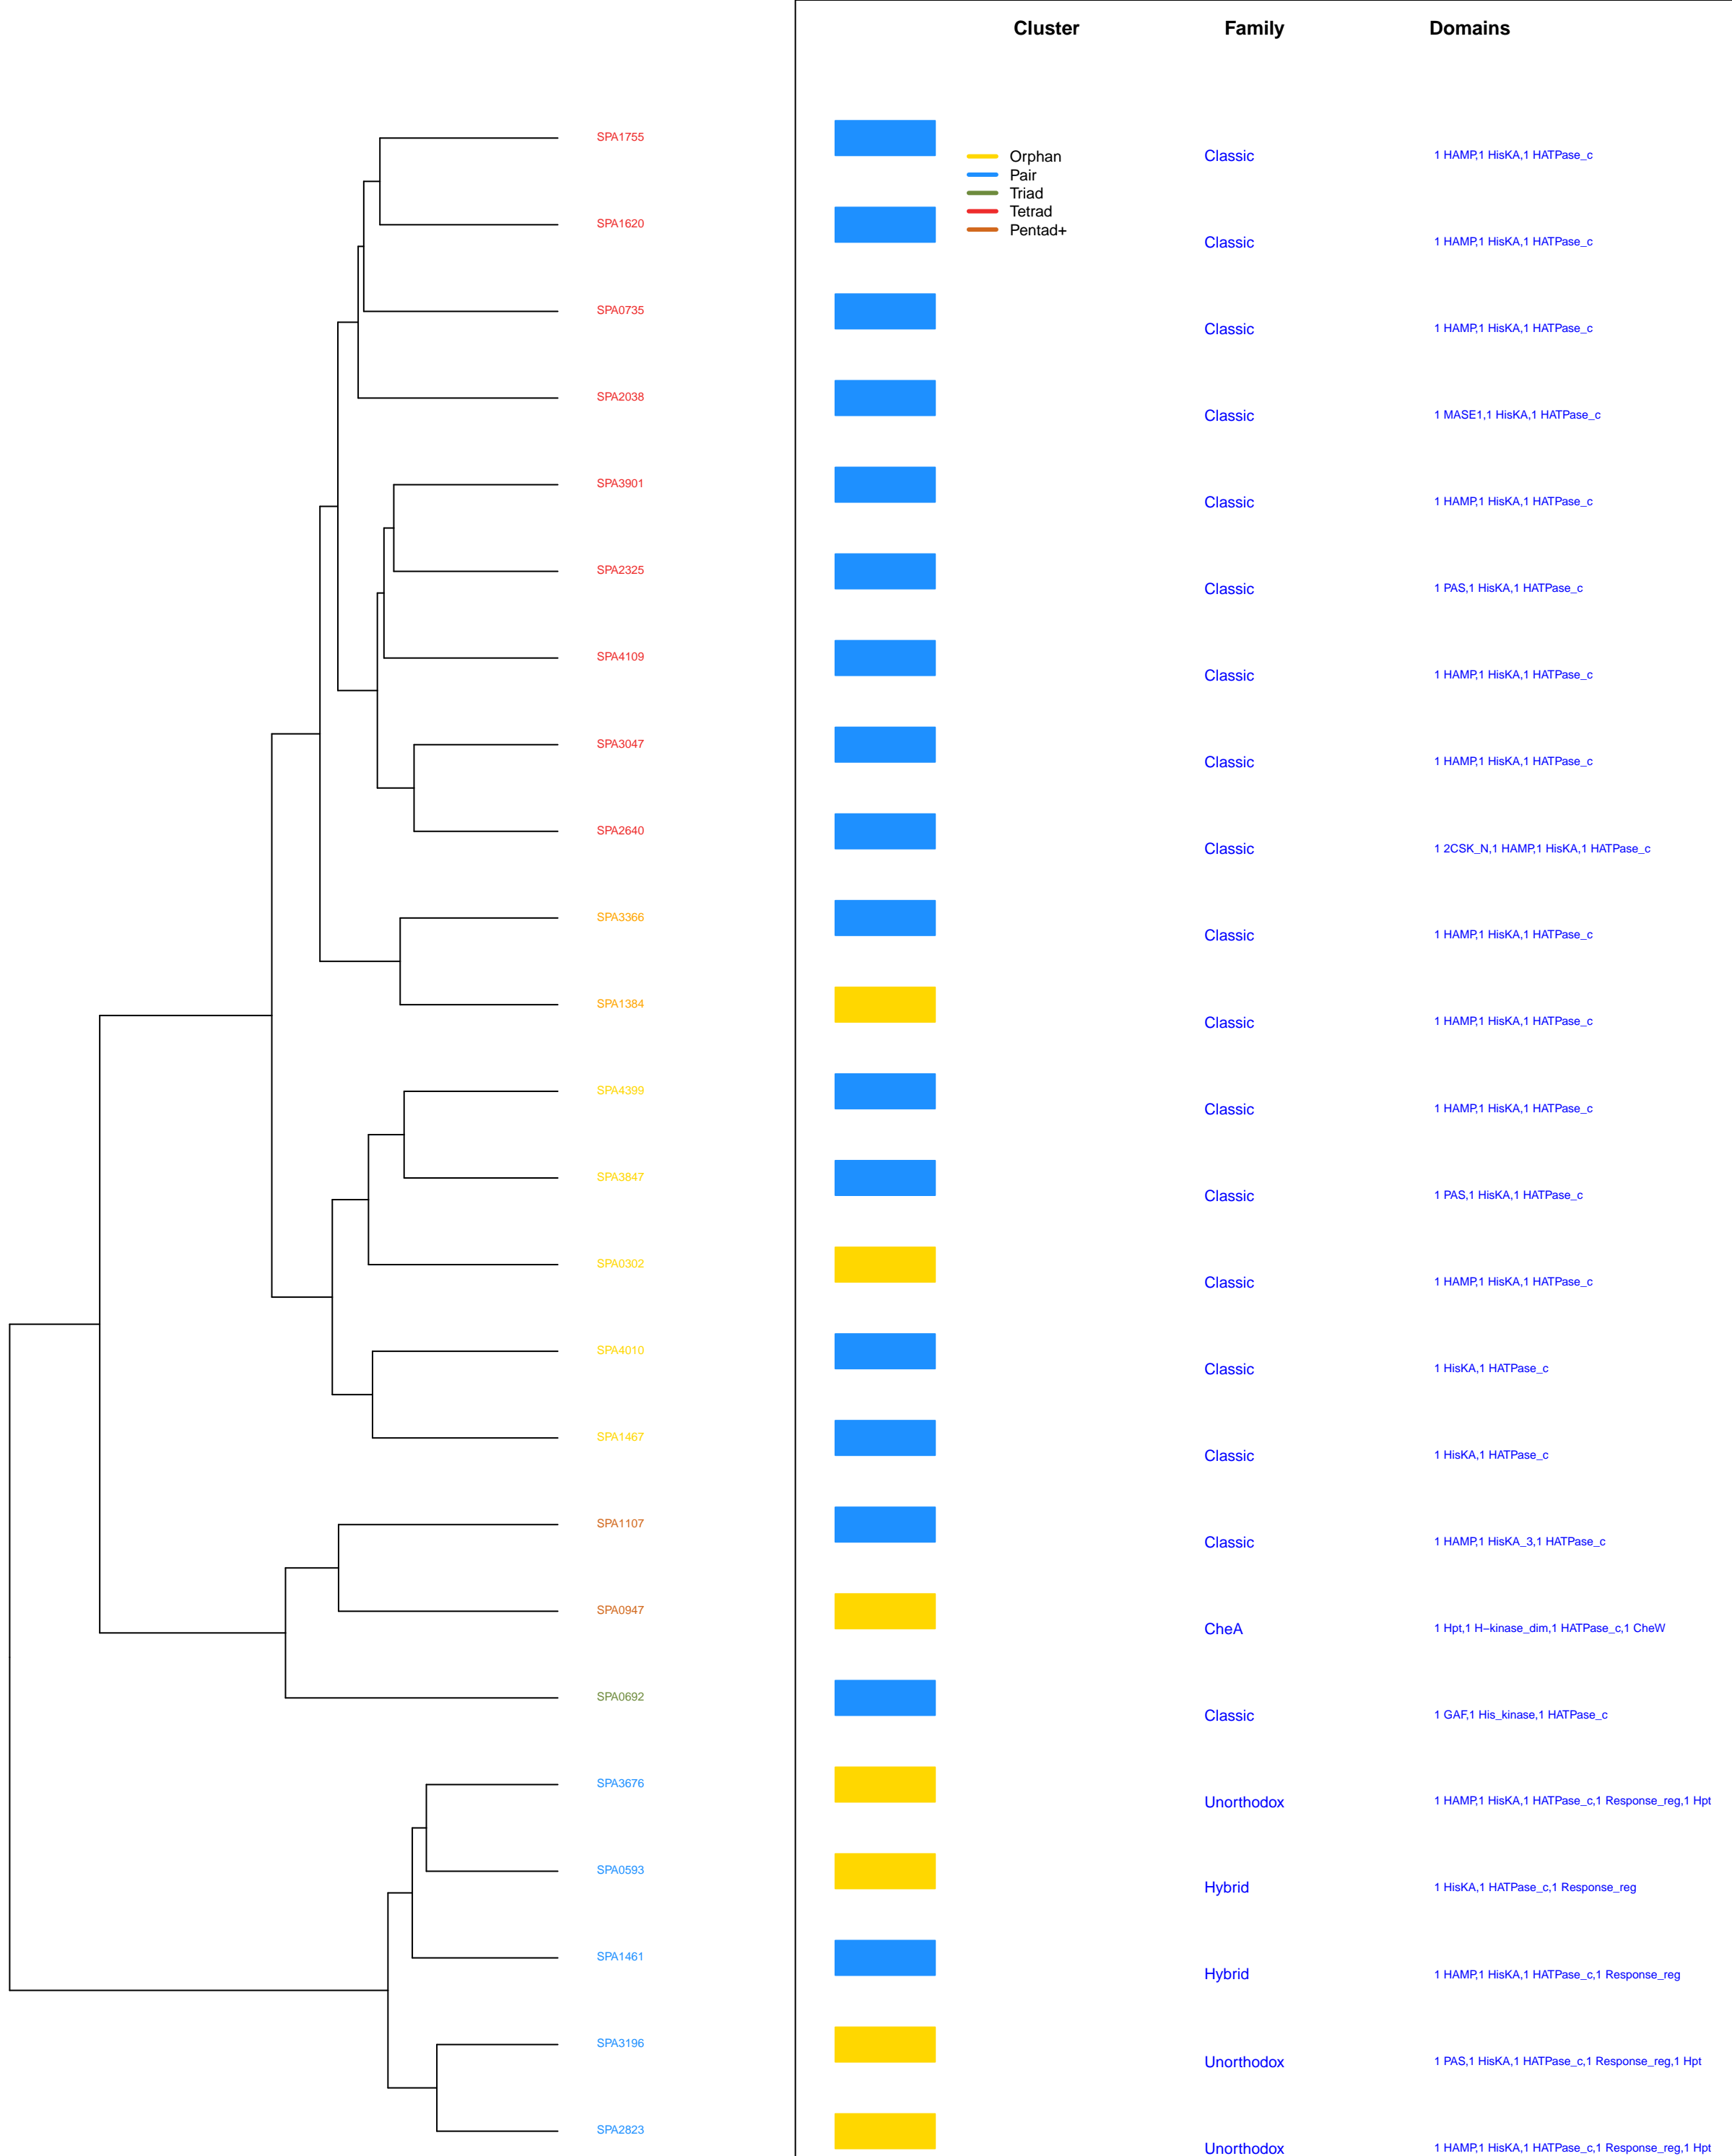 Cluster Family Domains
SPA1755 Classic 1 HAMP,1 HisKA,1 HATPase_c
Orphan
Pair
Triad
Tetrad
Pentad+
SPA1620 Classic 1 HAMP,1 HisKA,1 HATPase_c
SPA0735 Classic 1 HAMP,1 HisKA,1 HATPase_c
SPA2038 Classic 1 MASE1,1 HisKA,1 HATPase_c
SPA3901 Classic 1 HAMP,1 HisKA,1 HATPase_c
SPA2325 Classic 1 PAS,1 HisKA,1 HATPase_c
SPA4109 Classic 1 HAMP,1 HisKA,1 HATPase_c
SPA3047 Classic 1 HAMP,1 HisKA,1 HATPase_c
SPA2640 Classic 1 2CSK_N,1 HAMP,1 HisKA,1 HATPase_c
SPA3366 Classic 1 HAMP,1 HisKA,1 HATPase_c
SPA1384 Classic 1 HAMP,1 HisKA,1 HATPase_c
SPA4399 Classic 1 HAMP,1 HisKA,1 HATPase_c
SPA3847 Classic 1 PAS,1 HisKA,1 HATPase_c
SPA0302 Classic 1 HAMP,1 HisKA,1 HATPase_c
SPA4010 Classic 1 HisKA,1 HATPase_c
SPA1467 Classic 1 HisKA,1 HATPase_c
SPA1107 Classic 1 HAMP,1 HisKA_3,1 HATPase_c
SPA0947 CheA 1 Hpt,1 H−kinase_dim,1 HATPase_c,1 CheW
SPA0692 Classic 1 GAF,1 His_kinase,1 HATPase_c
SPA3676 Unorthodox 1 HAMP,1 HisKA,1 HATPase_c,1 Response_reg,1 Hpt
SPA0593 Hybrid 1 HisKA,1 HATPase_c,1 Response_reg
SPA1461 Hybrid 1 HAMP,1 HisKA,1 HATPase_c,1 Response_reg
SPA3196 Unorthodox 1 PAS,1 HisKA,1 HATPase_c,1 Response_reg,1 Hpt
SPA2823 Unorthodox 1 HAMP,1 HisKA,1 HATPase_c,1 Response_reg,1 Hpt